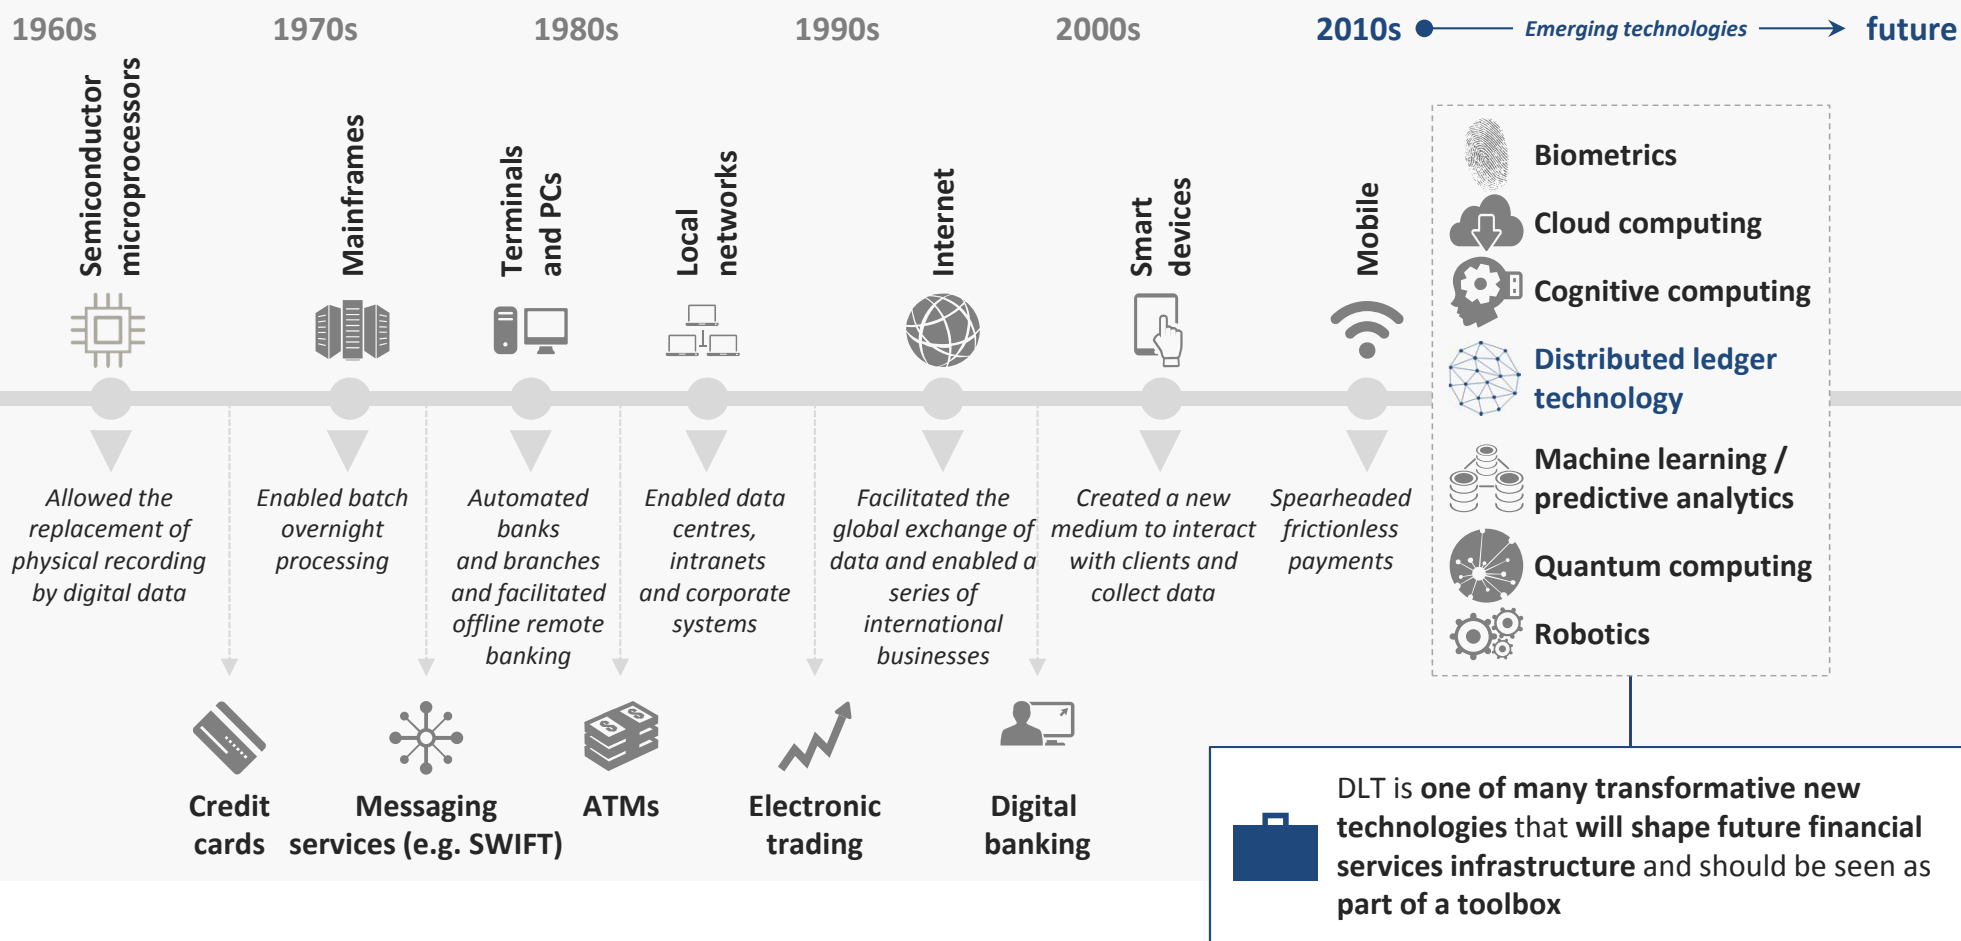 1960s
1970s
1980s
1990s
2000s
2010s
Emerging technologies
future
Semiconductor
microprocessors
Mainframes
Terminals
and PCs
Local
networks
Internet
Smart
devices
Mobile
Biometrics
Cloud computing
Cognitive computing
Distributed ledger
technology
Machine learning /
predictive analytics
Quantum computing
Robotics
Allowed the
replacement of
physical recording
by digital data
Enabled batch
overnight
processing
Automated
banks
and branches
and facilitated
offline remote
banking
Enabled data
centres,
intranets
and corporate
systems
Facilitated the
global exchange of
data and enabled a
series of
international
businesses
Created a new
medium to interact
with clients and
collect data
Spearheaded
frictionless
payments
Credit
cards
Messaging
services (e.g. SWIFT)
ATMs
Electronic
trading
Digital
banking
DLT is one of many transformative new
technologies that will shape future financial
services infrastructure and should be seen as
part of a toolbox